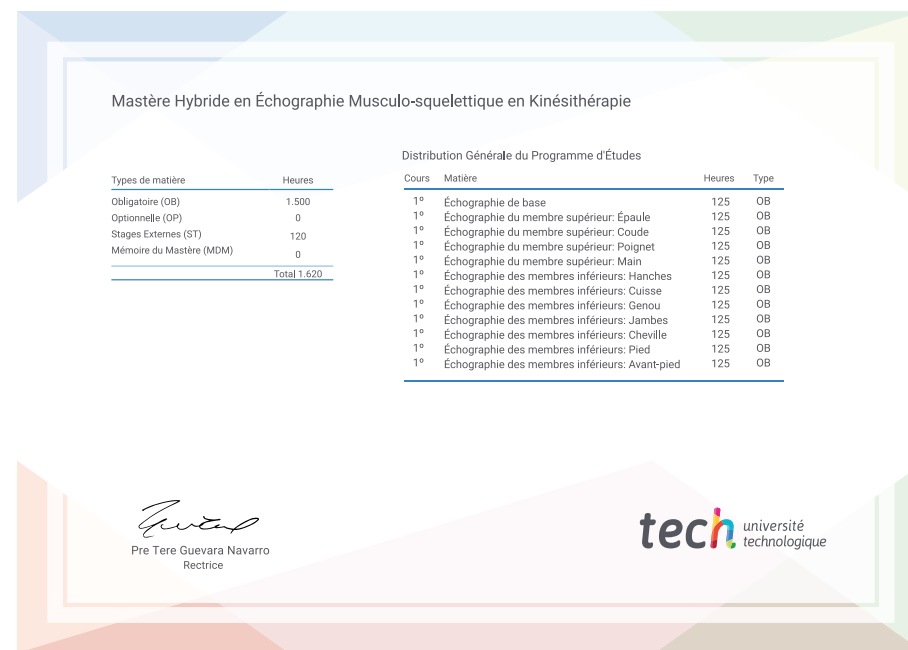 Mastère Hybride en Échographie Musculo-squelettique en Kinésithérapie
Types de matière Heures
Obligatoire (OB) 1.500
Optionnelle (OP) 0
Stages Externes (ST) 120
Mémoire du Mastère (MDM) 0
Total 1.620
Distribution Générale du Programme d'Études
Cours Matière Heures Type
1º Échographie de base 125 OB
1º Échographie du membre supérieur: Épaule 125 OB
1º Échographie du membre supérieur: Coude 125 OB
1º Échographie du membre supérieur: Poignet 125 OB
1º Échographie du membre supérieur: Main 125 OB
1º Échographie des membres inférieurs: Hanches 125 OB
1º Échographie des membres inférieurs: Cuisse 125 OB
1º Échographie des membres inférieurs: Genou 125 OB
1º Échographie des membres inférieurs: Jambes 125 OB
1º Échographie des membres inférieurs: Cheville 125 OB
1º Échographie des membres inférieurs: Pied 125 OB
1º Échographie des membres inférieurs: Avant-pied 125 OB
Pre Tere Guevara Navarro
Rectrice
tech université
technologique